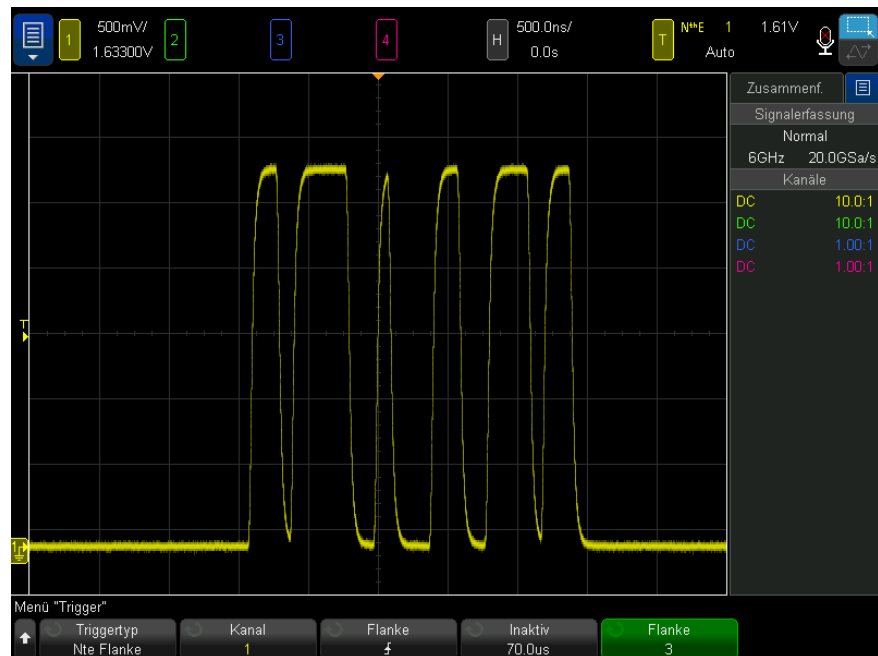 1 500mV/ 2 3 4 H 500.0ns/ T NthE 1 1.61V
1.63300V 0.0s Auto
Zusammenf.
Signalerfassung
Normal
6GHz 20.0GSa/s
Kanäle
DC 10.0:1
DC 10.0:1
DC 1.00:1
DC 1.00:1
T
1
Menü "Trigger"
Triggertyp Kanal Flanke Inaktiv Flanke
Nte Flanke 1 70.0us 3